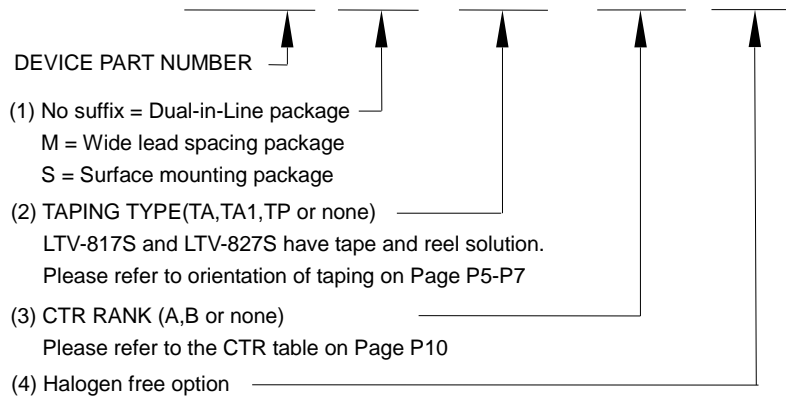 DEVICE PART NUMBER
(1) No suffix = Dual-in-Line package
M = Wide lead spacing package
S = Surface mounting package
(2) TAPING TYPE(TA,TA1,TP or none)
LTV-817S and LTV-827S have tape and reel solution.
Please refer to orientation of taping on Page P5-P7
(3) CTR RANK (A,B or none)
Please refer to the CTR table on Page P10
(4) Halogen free option